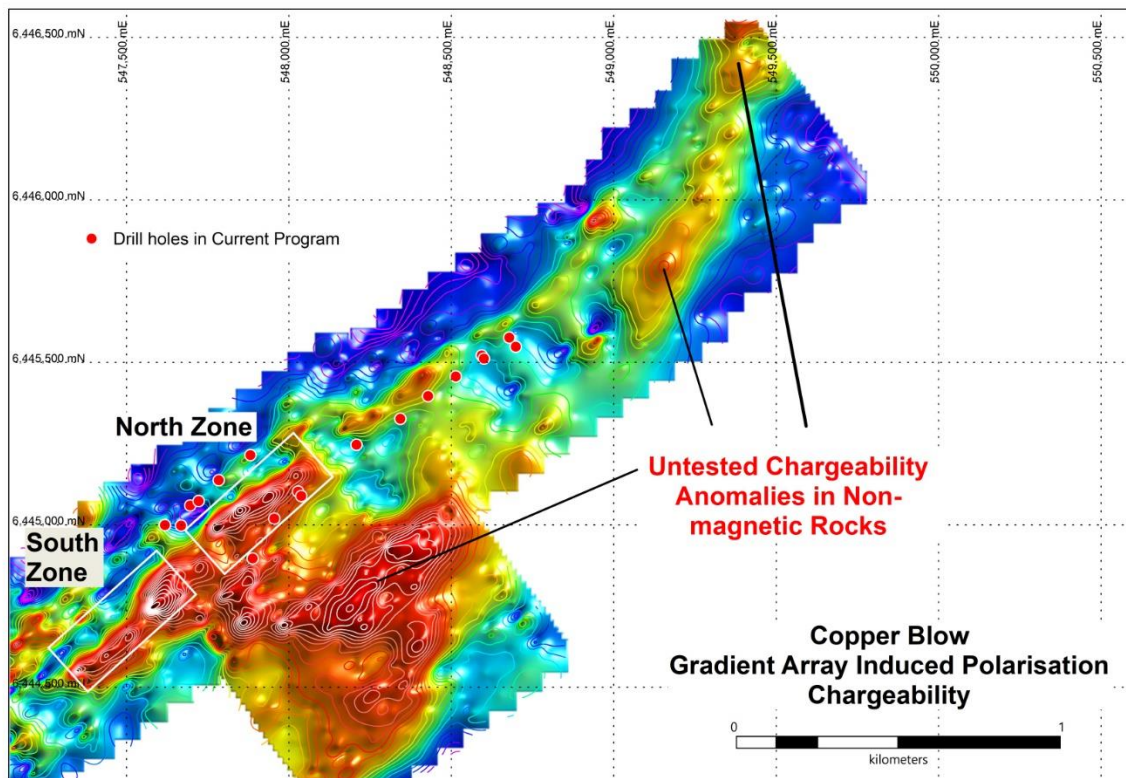 6,446,500 mN
547,500 mE
548,000 mE
548,500 mE
549,000 mE
549,500 mE
550,000 mE
550,500 mE
6,446,000 mN
Drill holes in Current Program
6,445,500 mN
North Zone
Untested Chargeability
Anomalies in Non-
magnetic Rocks
6,445,000 mN
South
Zone
Copper Blow
Gradient Array Induced Polarisation
Chargeability
6,444,500 mN
0
1
kilometers